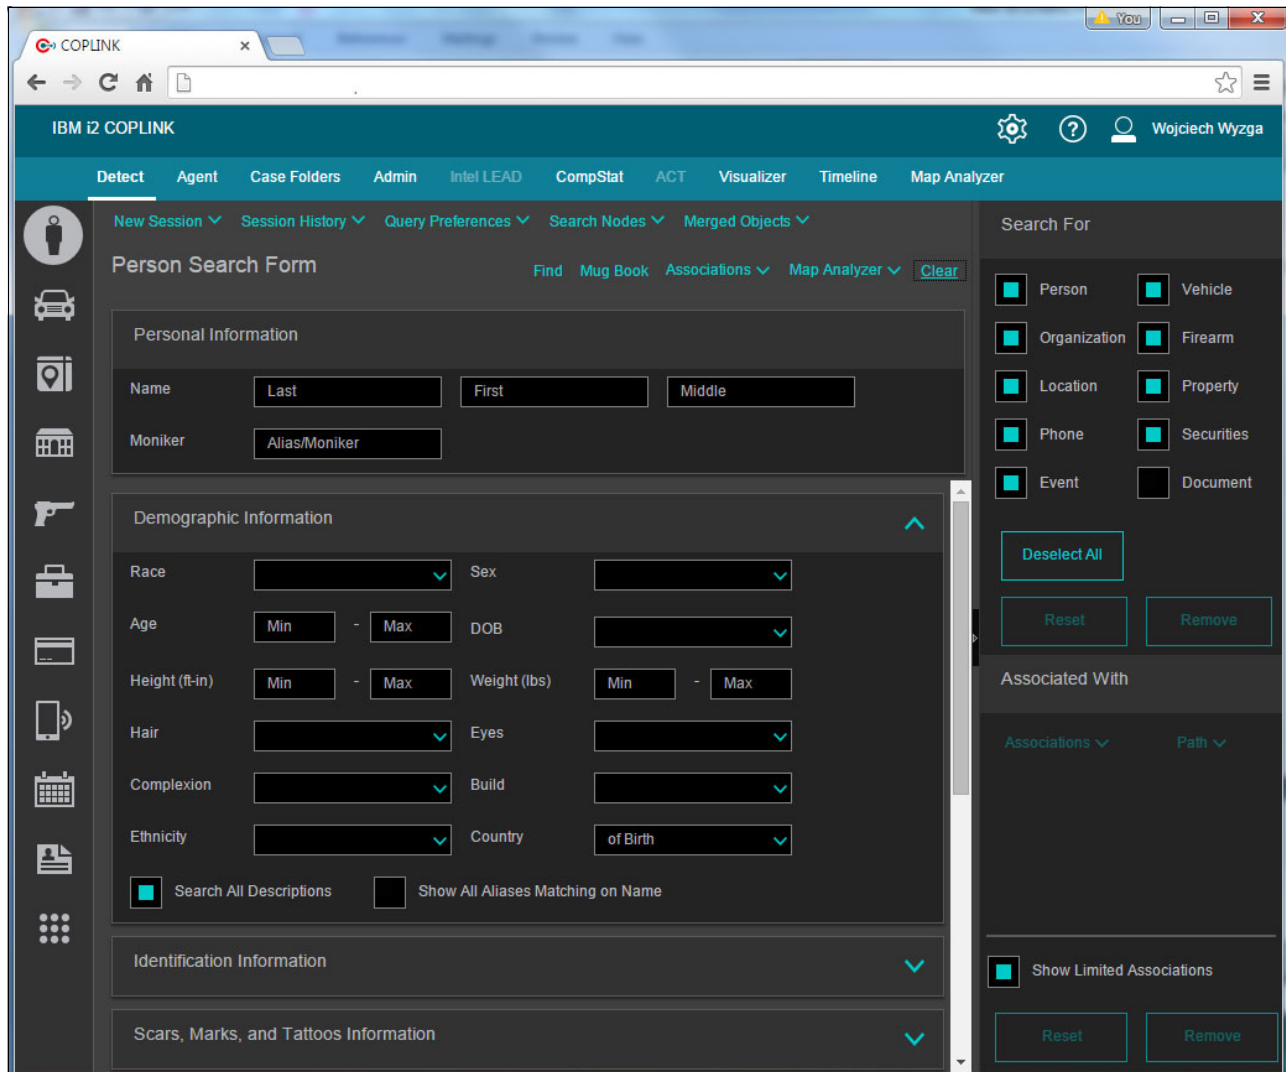 You
COPLINK
IBM i2 COPLINK
Wojciech Wyzga
Detect Agent Case Folders Admin Intel LEAD CompStat ACT Visualizer Timeline Map Analyzer
New Session Session History Query Preferences Search Nodes Merged Objects
Person Search Form
Find Mug Book Associations Map Analyzer Clear
Personal Information
Name Last First Middle
Moniker Alias/Moniker
Demographic Information
Race Sex
Age Min - Max DOB
Height (ft-in) Min - Max Weight (lbs) Min - Max
Hair Eyes
Complexion Build
Ethnicity Country of Birth
Search All Descriptions Show All Aliases Matching on Name
Identification Information
Scars, Marks, and Tattoos Information
Search For
Person Vehicle
Organization Firearm
Location Property
Phone Securities
Event Document
Deselect All
Reset Remove
Associated With
Associations Path
Show Limited Associations
Reset Remove